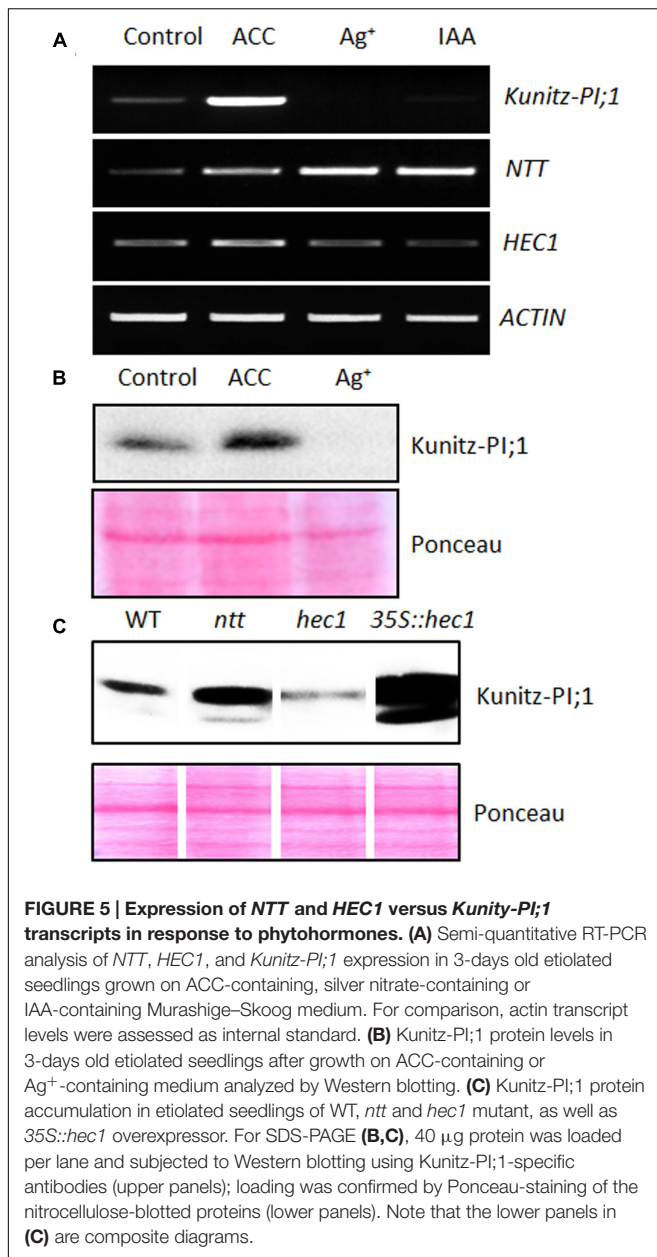 A
Control ACC Ag⁺ IAA
Kunitz-PI;1
NTT
HEC1
ACTIN
B
Control ACC Ag⁺
Kunitz-PI;1
Ponceau
C
WT ntt hec1 35S::hec1
Kunitz-PI;1
Ponceau
FIGURE 5 | Expression of NTT and HEC1 versus Kunity-PI;1
transcripts in response to phytohormones. (A) Semi-quantitative RT-PCR
analysis of NTT, HEC1, and Kunitz-PI;1 expression in 3-days old etiolated
seedlings grown on ACC-containing, silver nitrate-containing or
IAA-containing Murashige–Skoog medium. For comparison, actin transcript
levels were assessed as internal standard. (B) Kunitz-PI;1 protein levels in
3-days old etiolated seedlings after growth on ACC-containing or
Ag⁺-containing medium analyzed by Western blotting. (C) Kunitz-PI;1 protein
accumulation in etiolated seedlings of WT, ntt and hec1 mutant, as well as
35S::hec1 overexpressor. For SDS-PAGE (B,C), 40 μg protein was loaded
per lane and subjected to Western blotting using Kunitz-PI;1-specific
antibodies (upper panels); loading was confirmed by Ponceau-staining of the
nitrocellulose-blotted proteins (lower panels). Note that the lower panels in
(C) are composite diagrams.